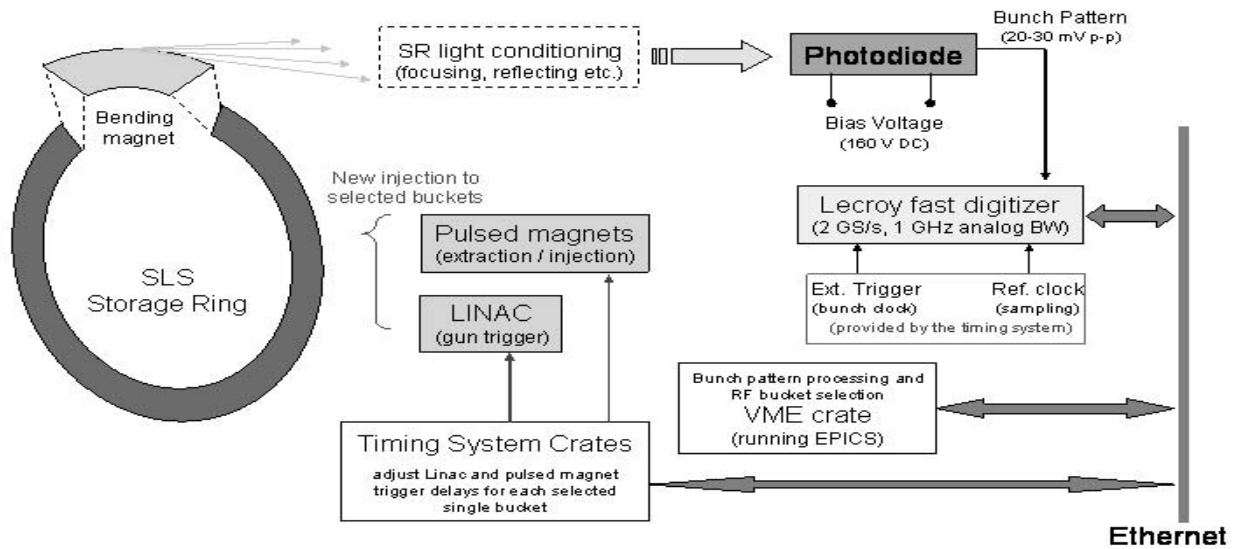 Bunch Pattern
(20-30 mV p-p)
SR light conditioning
(focusing, reflecting etc.)
Photodiode
Bending
magnet
Bias Voltage
(160 V DC)
New injection to
selected buckets
Lecroy fast digitizer
(2 GS/s, 1 GHz analog BW)
Pulsed magnets
(extraction / injection)
SLS
Storage Ring
Ext. Trigger
(bunch clock)
Ref. clock
(sampling)
(provided by the timing system)
LINAC
(gun trigger)
Bunch pattern processing and
RF bucket selection
VME crate
(running EPICS)
Timing System Crates
adjust Linac and pulsed magnet
trigger delays for each selected
single bucket
Ethernet